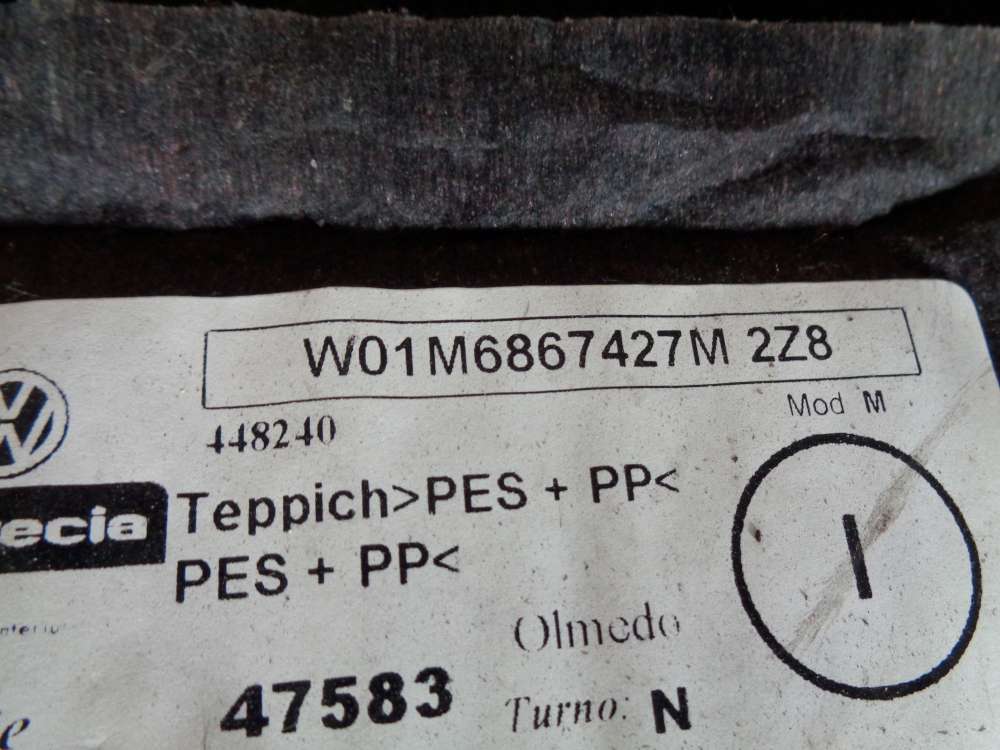 W01M6867427M 2Z8
448240
Mod M
Teppich>PES + PP<
PES + PP<
I
Olmedo
47583
Turno: N